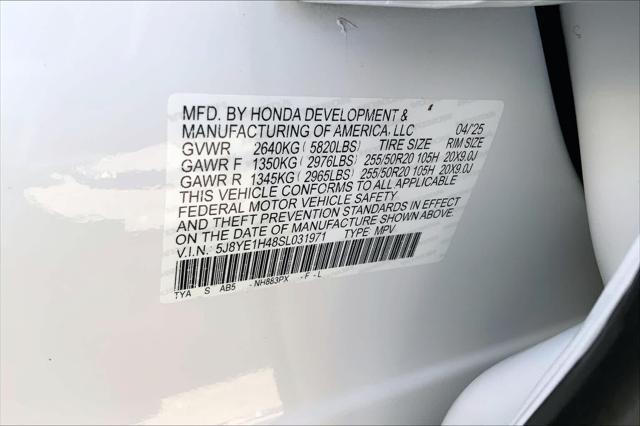 MFD. BY HONDA DEVELOPMENT &
MANUFACTURING OF AMERICA, LLC 04/25
GVWR 2640KG (5820LBS) TIRE SIZE RIM SIZE
GAWR F 1350KG (2976LBS) 255/50R20 105H 20X9.0J
GAWR R 1345KG (2965LBS) 255/50R20 105H 20X9.0J
THIS VEHICLE CONFORMS TO ALL APPLICABLE
FEDERAL MOTOR VEHICLE SAFETY
AND THEFT PREVENTION STANDARDS IN EFFECT
ON THE DATE OF MANUFACTURE SHOWN ABOVE.
V.I.N.: 5J8YE1H48SL031971 TYPE: MPV
TYA S AB5 -NH883PX -F-L